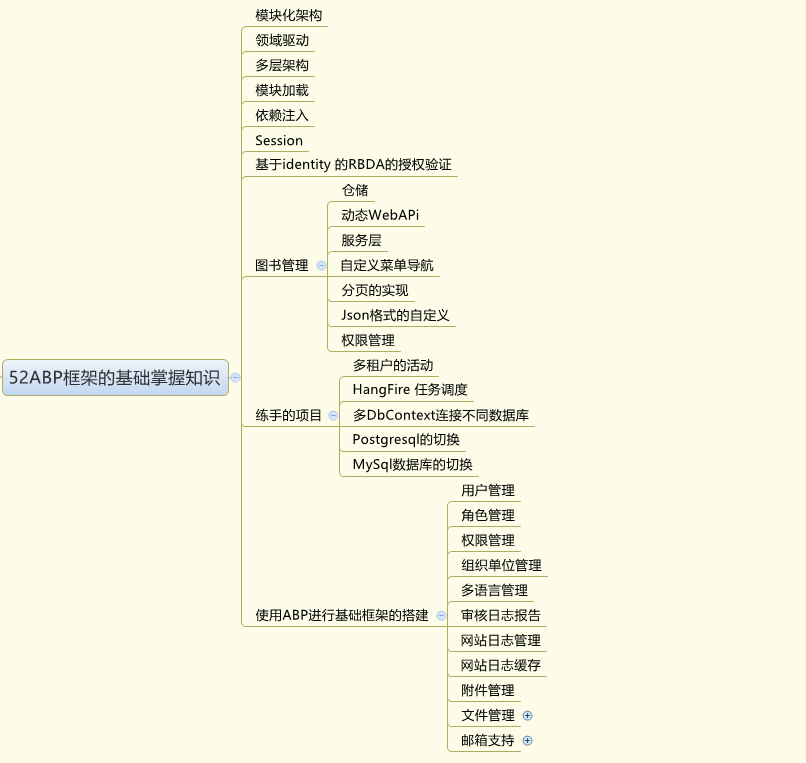 模块化架构
领域驱动
多层架构
模块加载
依赖注入
Session
基于identity 的RBDA的授权验证
仓储
动态WebAPi
服务层
图书管理
自定义菜单导航
分页的实现
Json格式的自定义
权限管理
多租户的活动
52ABP框架的基础掌握知识
HangFire 任务调度
练手的项目
多DbContext连接不同数据库
Postgresql的切换
MySql数据库的切换
用户管理
角色管理
权限管理
组织单位管理
多语言管理
使用ABP进行基础框架的搭建
审核日志报告
网站日志管理
网站日志缓存
附件管理
文件管理
邮箱支持